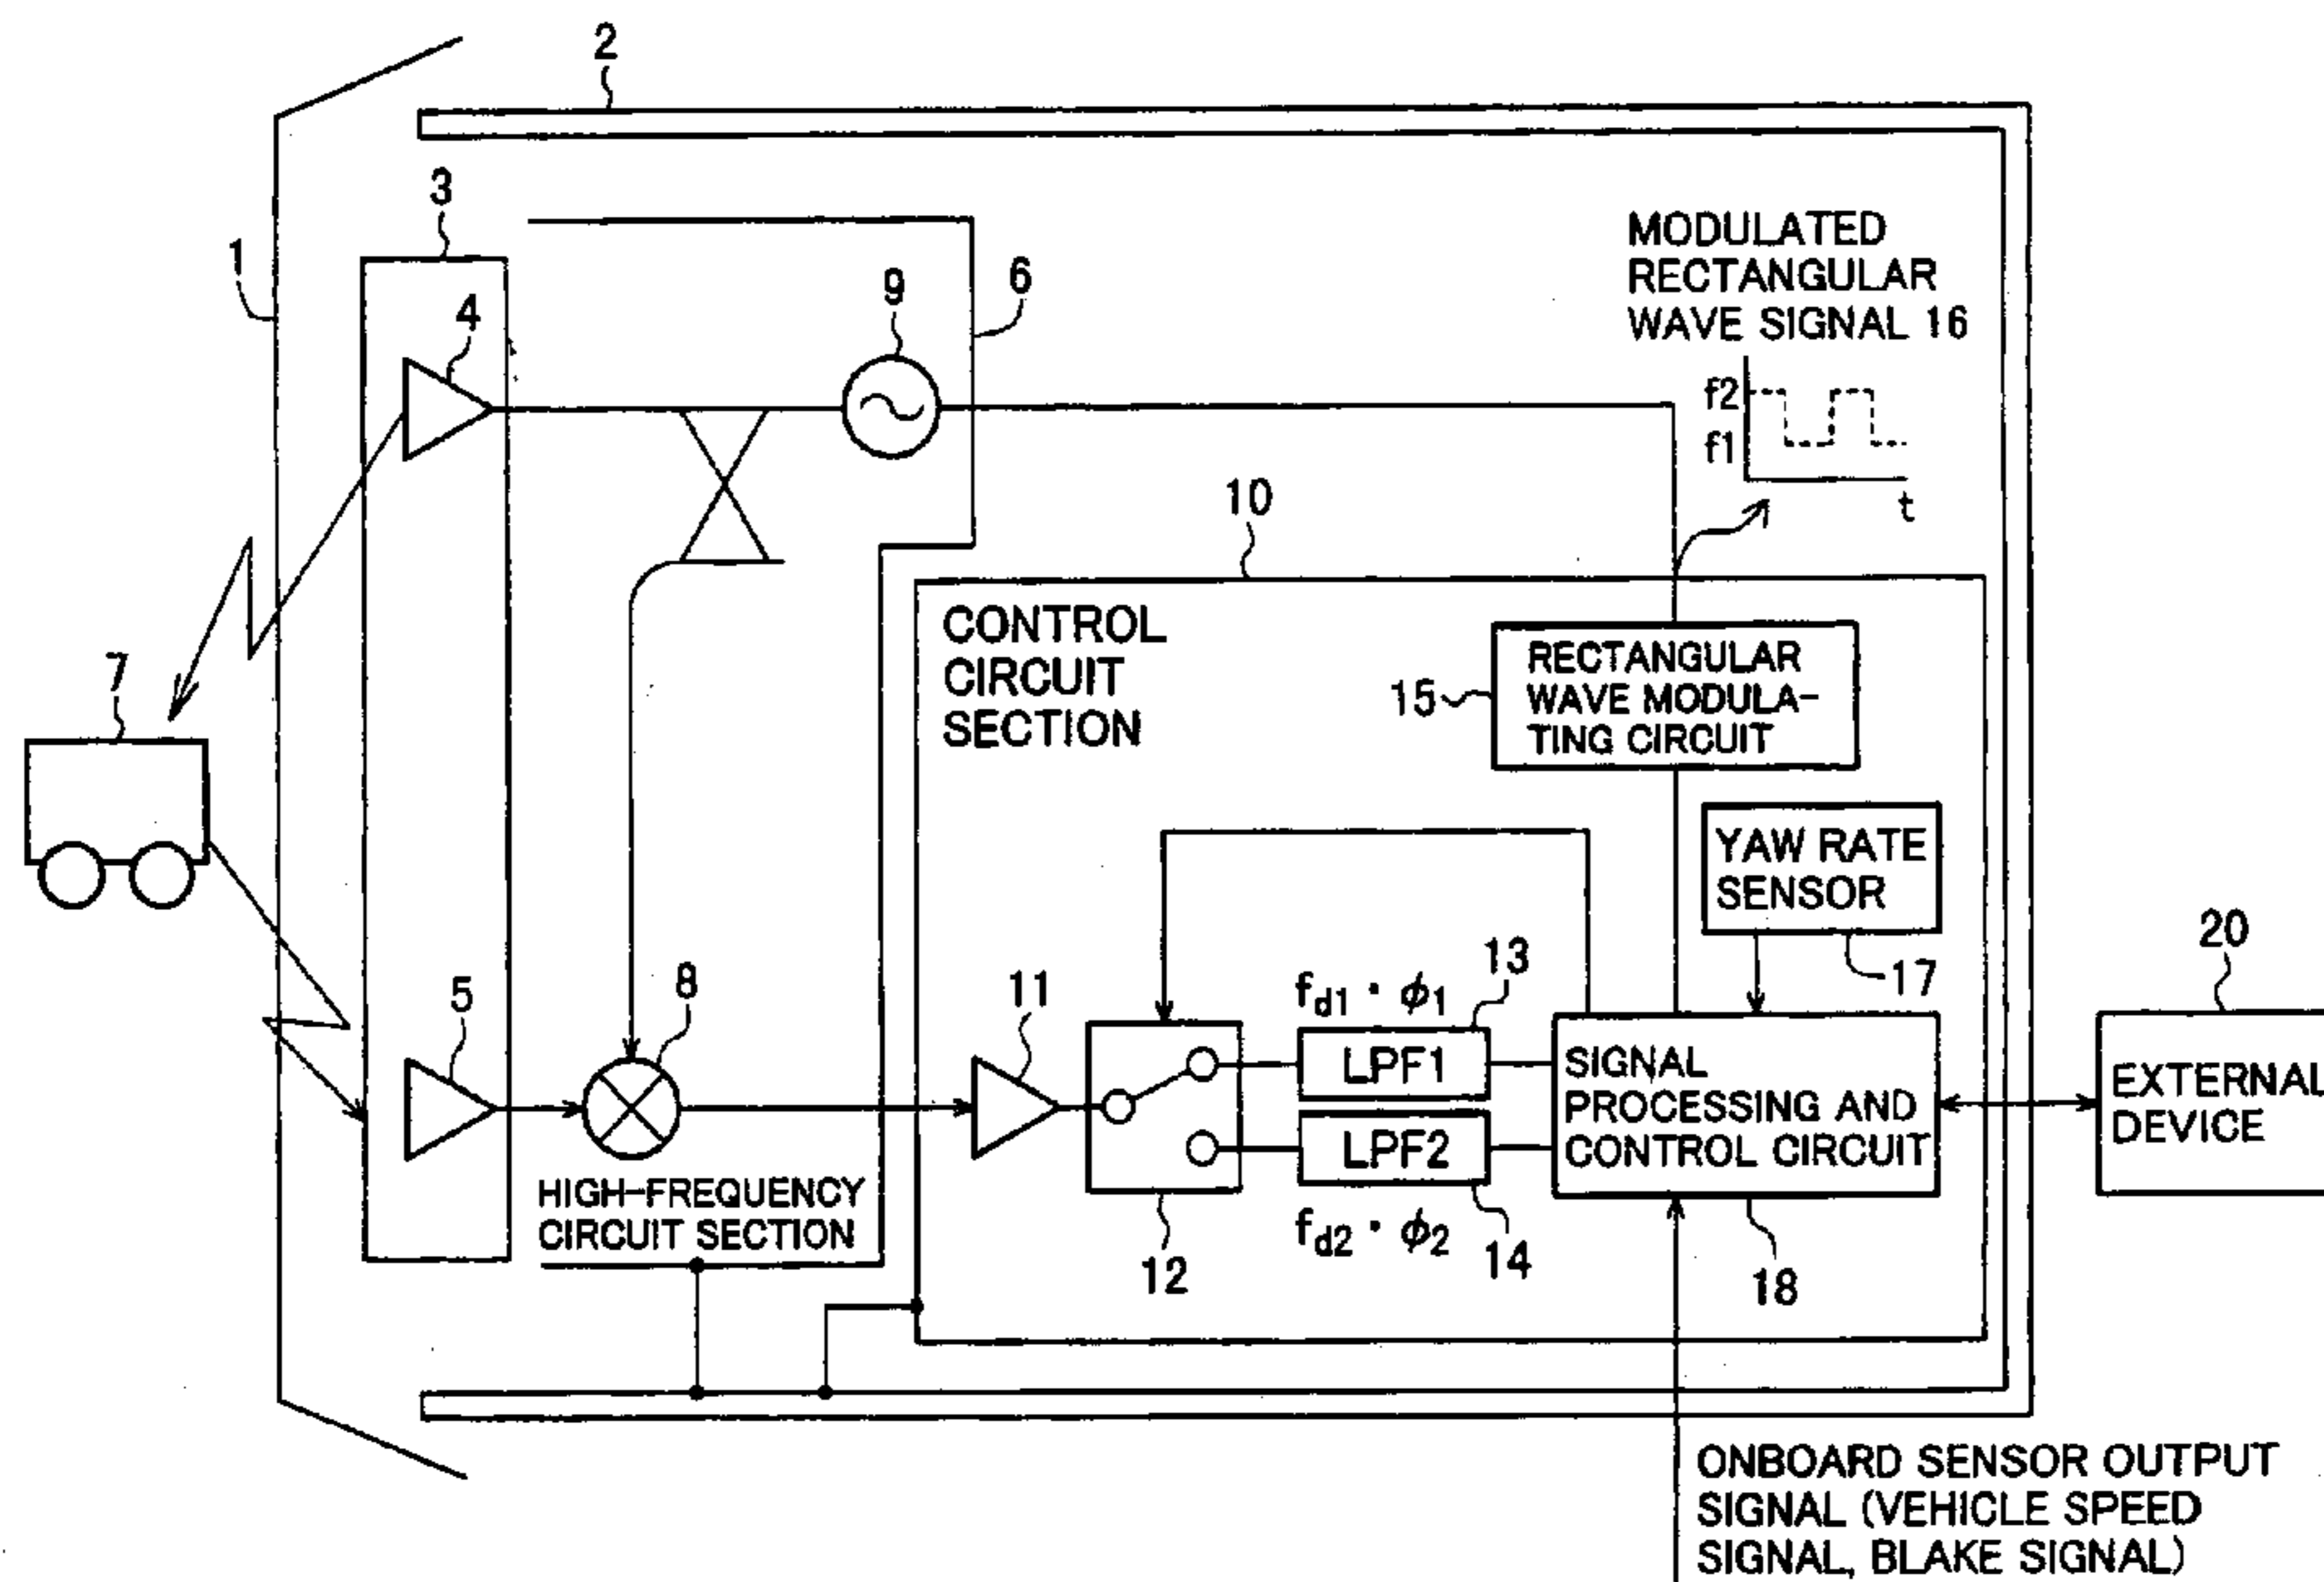 2
3
1
4
9
6
MODULATED
RECTANGULAR
WAVE SIGNAL 16
f2
f1
t
10
CONTROL
CIRCUIT
SECTION
15
RECTANGULAR
WAVE MODULA-
TING CIRCUIT
7
YAW RATE
SENSOR
17
5
8
11
fd1・φ1
13
LPF1
LPF2
fd2・φ2
14
12
SIGNAL
PROCESSING AND
CONTROL CIRCUIT
18
20
EXTERNAL
DEVICE
HIGH-FREQUENCY
CIRCUIT SECTION
ONBOARD SENSOR OUTPUT
SIGNAL (VEHICLE SPEED
SIGNAL, BLAKE SIGNAL)